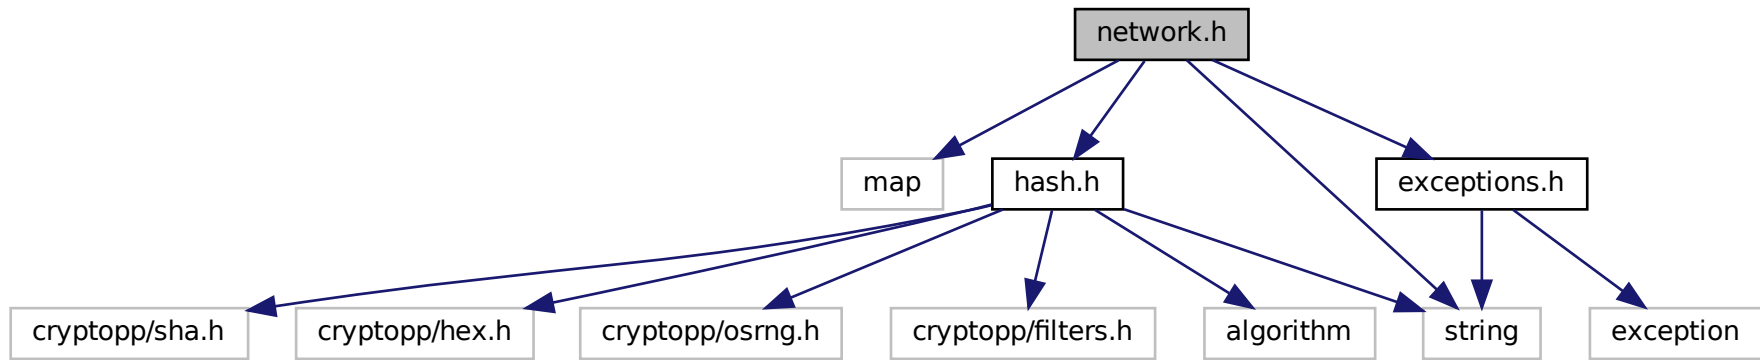 network.h
map
hash.h
exceptions.h
cryptopp/sha.h
cryptopp/hex.h
cryptopp/osrng.h
cryptopp/filters.h
algorithm
string
exception